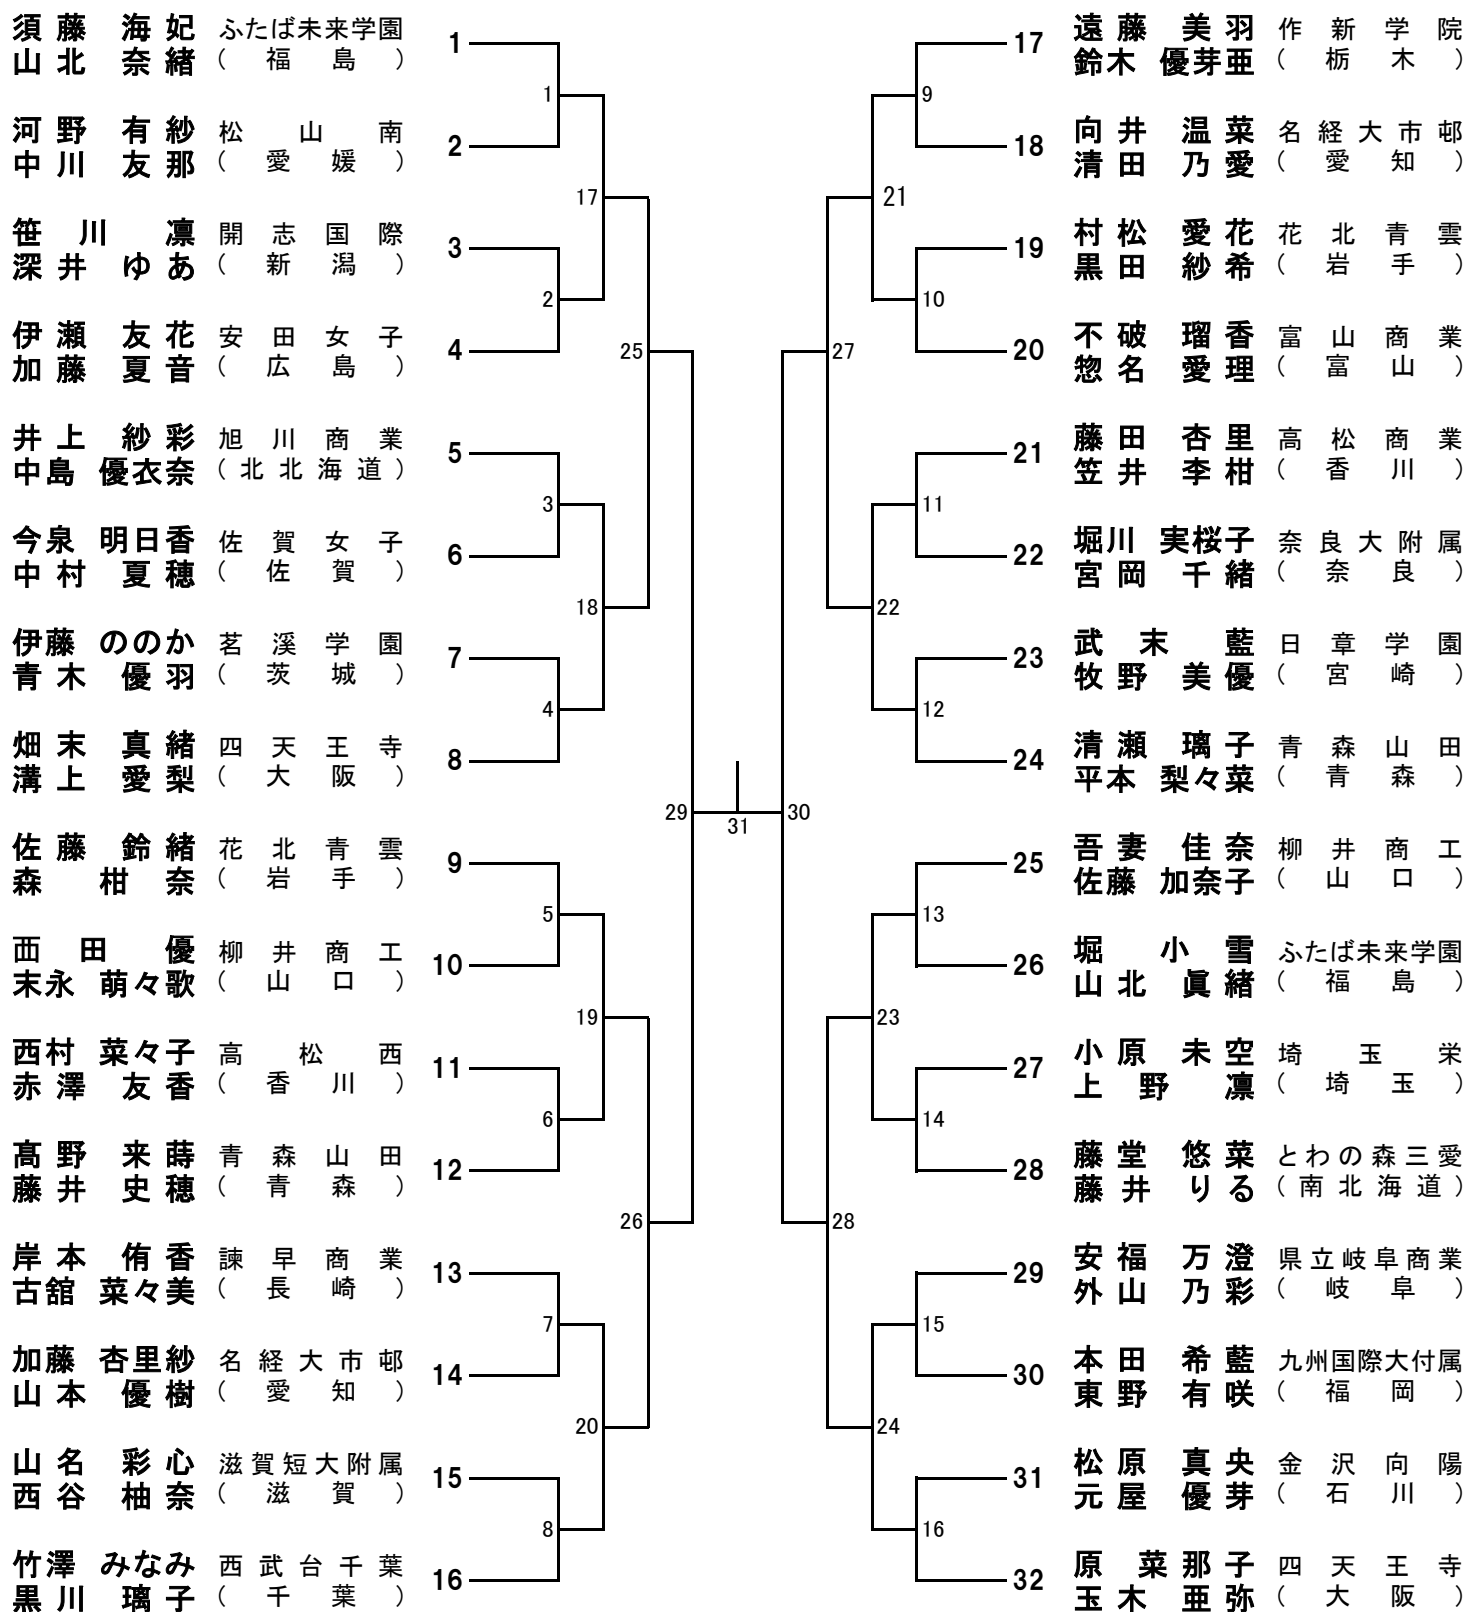 須藤 海妃 ふたば未来学園 1
山北 奈緒 (福島)
1
河野 有紗 松山南 2
中川 友那 (愛媛)
17
笹川 凛 開志国際 3
深井 ゆあ (新潟)
2
伊瀬 友花 安田女子 4
加藤 夏音 (広島)
25
井上 紗彩 旭川商業 5
中島 優衣奈 (北北海道)
3
今泉 明日香 佐賀女子 6
中村 夏穂 (佐賀)
18
伊藤 ののか 茗溪学園 7
青木 優羽 (茨城)
4
畑末 真緒 四天王寺 8
溝上 愛梨 (大阪)
29
佐藤 鈴緒 花北青雲 9
森 柑奈 (岩手)
5
襾田 優 柳井商工 10
末永 萌々歌 (山口)
19
西村 菜々子 高松西 11
赤澤 友香 (香川)
6
髙野 来蒔 青森山田 12
藤井 史穂 (青森)
26
岸本 侑香 諫早商業 13
古舘 菜々美 (長崎)
7
加藤 杏里紗 名経大市邨 14
山本 優樹 (愛知)
20
山名 彩心 滋賀短大附属 15
西谷 柚奈 (滋賀)
8
竹澤 みなみ 西武台千葉 16
黒川 璃子 (千葉)
31
17 遠藤 美羽 作新学院
鈴木 優芽亜 (栃木)
9
18 向井 温菜 名経大市邨
清田 乃愛 (愛知)
21
19 村松 愛花 花北青雲
黒田 紗希 (岩手)
10
20 不破 瑠香 富山商業
惣名 愛理 (富山)
27
21 藤田 杏里 高松商業
笠井 李柑 (香川)
11
22 堀川 実桜子 奈良大附属
宮岡 千緒 (奈良)
22
23 武末 藍 日章学園
牧野 美優 (宮崎)
12
24 清瀬 璃子 青森山田
平本 梨々菜 (青森)
30
25 吾妻 佳奈 柳井商工
佐藤 加奈子 (山口)
13
26 堀 小雪 ふたば未来学園
山北 眞緒 (福島)
23
27 小原 未空 埼玉栄
上野 凛 (埼玉)
14
28 藤堂 悠菜 とわの森三愛
藤井 りる (南北海道)
28
29 安福 万澄 県立岐阜商業
外山 乃彩 (岐阜)
15
30 本田 希藍 九州国際大付属
東野 有咲 (福岡)
24
31 松原 真央 金沢向陽
元屋 優芽 (石川)
16
32 原 菜那子 四天王寺
玉木 亜弥 (大阪)